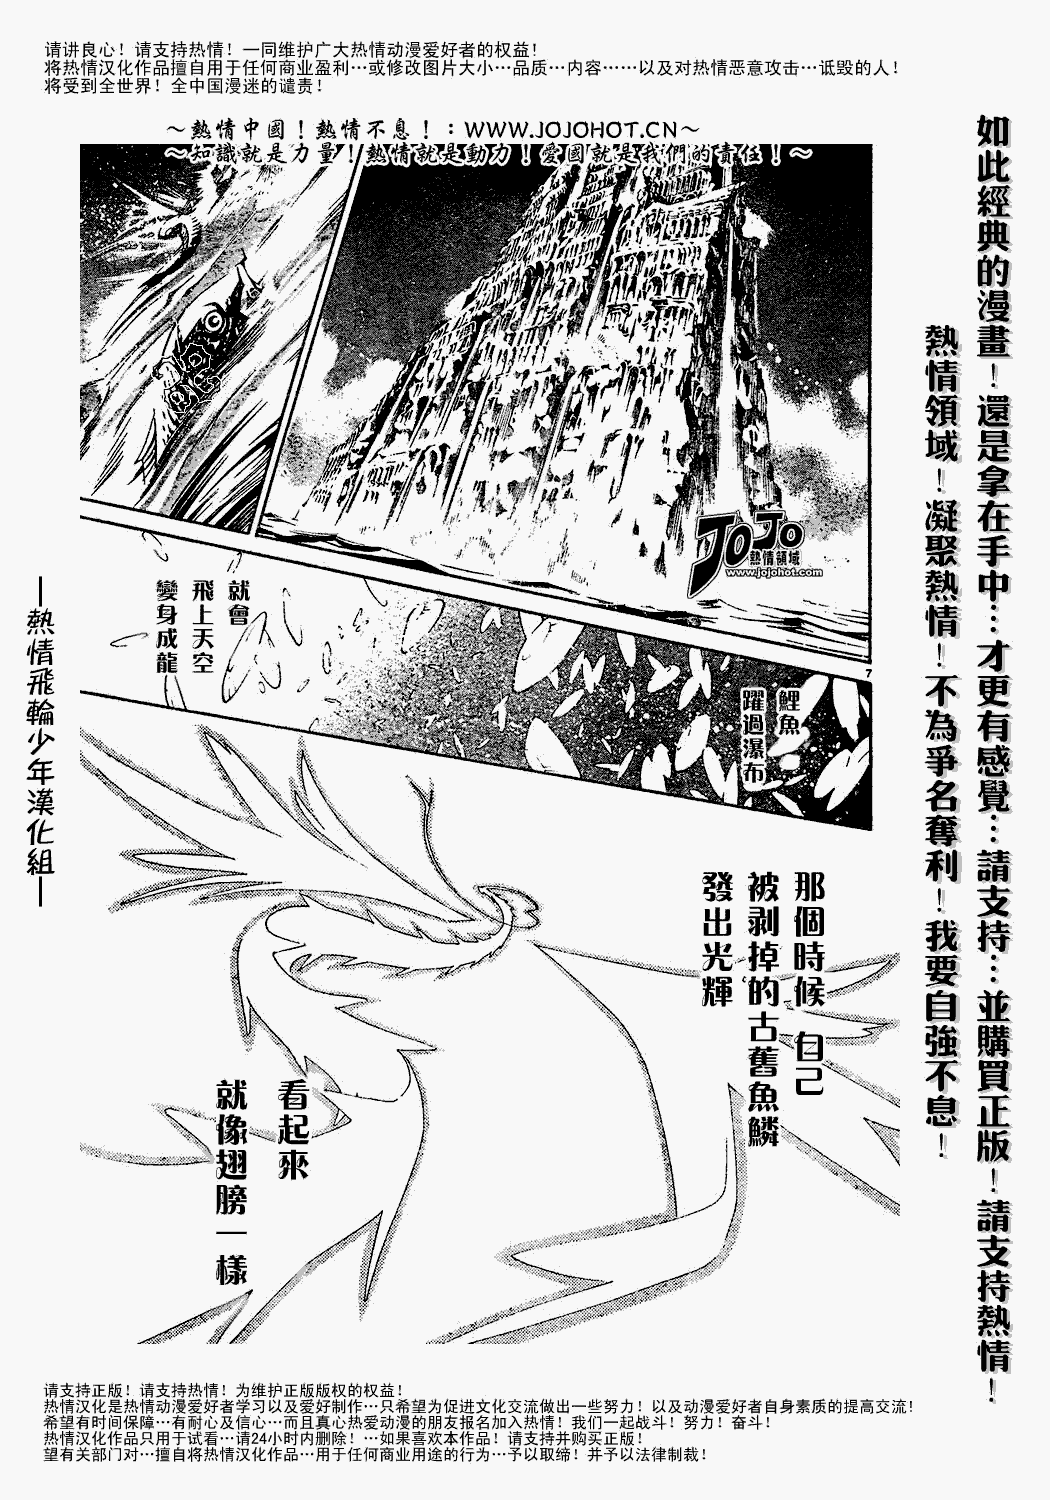 请讲良心！请支持热情！一同维护广大热情动漫爱好者的权益！
将热情汉化作品擅自用于任何商业盈利…或修改图片大小…品质…内容……以及对热情恶意攻击…诋毁的人！
将受到全世界！全中国漫迷的谴责！
～熱情中國！熱情不息！：WWW.JOJOHOT.CN～
～知識就是力量！熱情就是動力！愛國就是我們的責任！～
如此經典的漫畫！還是拿在手中…才更有感覺…請支持…並購買正版！請支持熱情！
熱情領域！凝聚熱情！不為爭名奪利！我要自強不息！
JOJO
熱情領域
www.jojohot.com
7
鯉魚
躍過瀑布
就會
飛上天空
變身成龍
那個時候 自己
被剥掉的古舊魚鱗
發出光輝
看起來
就像翅膀一樣
—熱情飛輪少年漢化組—
请支持正版！请支持热情！为维护正版版权的权益！
热情汉化是热情动漫爱好者学习以及爱好制作…只希望为促进文化交流做出一些努力！以及动漫爱好者自身素质的提高交流！
希望有时间保障…有耐心及信心…而且真心热爱动漫的朋友报名加入热情！我们一起战斗！努力！奋斗！
热情汉化作品只用于试看…请24小时内删除！…如果喜欢本作品！请支持并购买正版！
望有关部门对…擅自将热情汉化作品…用于任何商业用途的行为…予以取缔！并予以法律制裁！